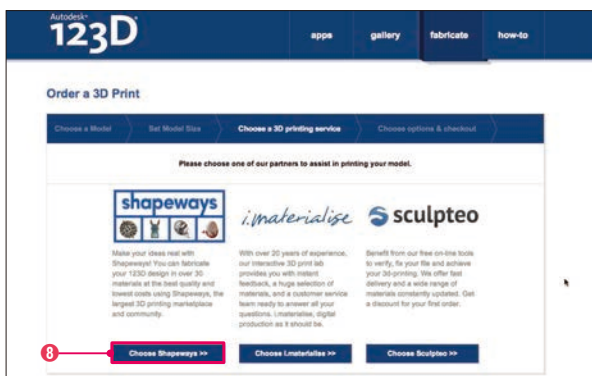 Autodesk®
123D®
apps gallery fabricate how-to
Order a 3D Print
Choose a Model Set Model Size Choose a 3D printing service Choose options & checkout
Please choose one of our partners to assist in printing your model.
shapeways
Make your ideas real with
Shapeways! You can fabricate
your 123D design in over 30
materials at the best quality and
lowest costs using Shapeways, the
largest 3D printing marketplace
and community.
i.materialise
With over 20 years of experience,
our interactive 3D print lab
provides you with instant
feedback, a huge selection of
materials, and a customer service
team ready to answer all your
questions. i.materialise, digital
production as it should be.
sculpteo
Benefit from our free on-line tools
to verify, fix your file and achieve
your 3d-printing. We offer fast
delivery and a wide range of
materials constantly updated. Get
a discount for your first order.
8
Choose Shapeways >> Choose i.materialise >> Choose Sculpteo >>